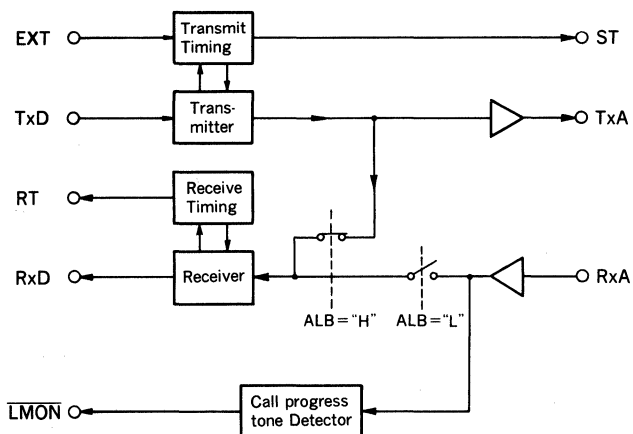 EXT
Transmit
Timing
ST
TxD
Trans-
mitter
TxA
RT
Receive
Timing
RxD
Receiver
RxA
ALB="H"
ALB="L"
LMON
Call progress
tone Detector